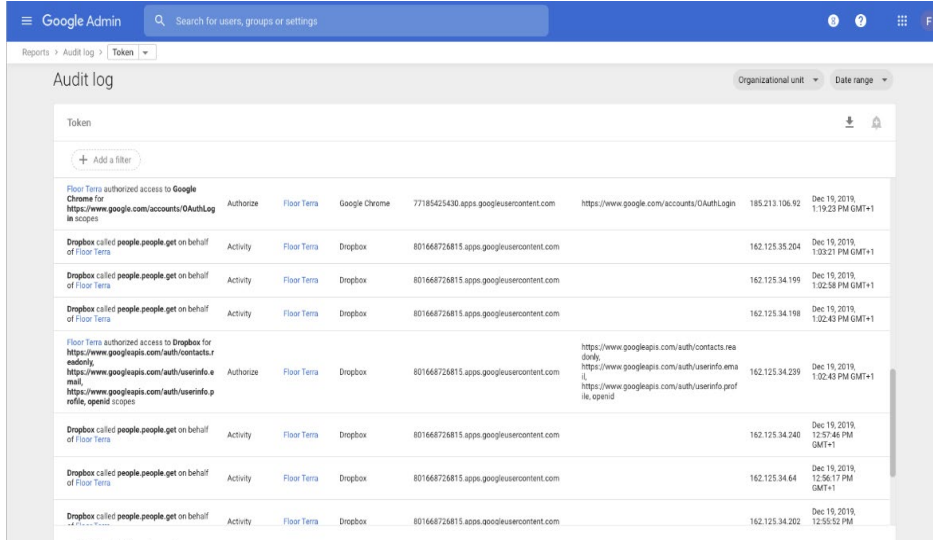 Google Admin
Search for users, groups or settings
8
?
F
Reports > Audit log > Token
Audit log
Organizational unit
Date range
Token
+ Add a filter
Floor Terra authorized access to Google
Chrome for
https://www.google.com/accounts/OAuthLog
in scopes
Authorize
Floor Terra
Google Chrome
77185425430.apps.googleusercontent.com
https://www.google.com/accounts/OAuthLogin
185.213.106.92
Dec 19, 2019,
1:19:23 PM GMT+1
Dropbox called people.people.get on behalf
of Floor Terra
Activity
Floor Terra
Dropbox
801668726815.apps.googleusercontent.com
162.125.35.204
Dec 19, 2019,
1:03:21 PM GMT+1
Dropbox called people.people.get on behalf
of Floor Terra
Activity
Floor Terra
Dropbox
801668726815.apps.googleusercontent.com
162.125.34.199
Dec 19, 2019,
1:02:58 PM GMT+1
Dropbox called people.people.get on behalf
of Floor Terra
Activity
Floor Terra
Dropbox
801668726815.apps.googleusercontent.com
162.125.34.198
Dec 19, 2019,
1:02:43 PM GMT+1
Floor Terra authorized access to Dropbox for
https://www.googleapis.com/auth/contacts.r
eadonly,
https://www.googleapis.com/auth/userinfo.e
mail,
https://www.googleapis.com/auth/userinfo.p
rofile, openid scopes
Authorize
Floor Terra
Dropbox
801668726815.apps.googleusercontent.com
https://www.googleapis.com/auth/contacts.rea
donly,
https://www.googleapis.com/auth/userinfo.ema
il,
https://www.googleapis.com/auth/userinfo.prof
ile, openid
162.125.34.239
Dec 19, 2019,
1:02:43 PM GMT+1
Dropbox called people.people.get on behalf
of Floor Terra
Activity
Floor Terra
Dropbox
801668726815.apps.googleusercontent.com
162.125.34.240
Dec 19, 2019,
12:57:46 PM
GMT+1
Dropbox called people.people.get on behalf
of Floor Terra
Activity
Floor Terra
Dropbox
801668726815.apps.googleusercontent.com
162.125.34.64
Dec 19, 2019,
12:56:17 PM
GMT+1
Dropbox called people.people.get on behalf
of Floor Terra
Activity
Floor Terra
Dropbox
801668726815.apps.googleusercontent.com
162.125.34.202
Dec 19, 2019,
12:55:52 PM